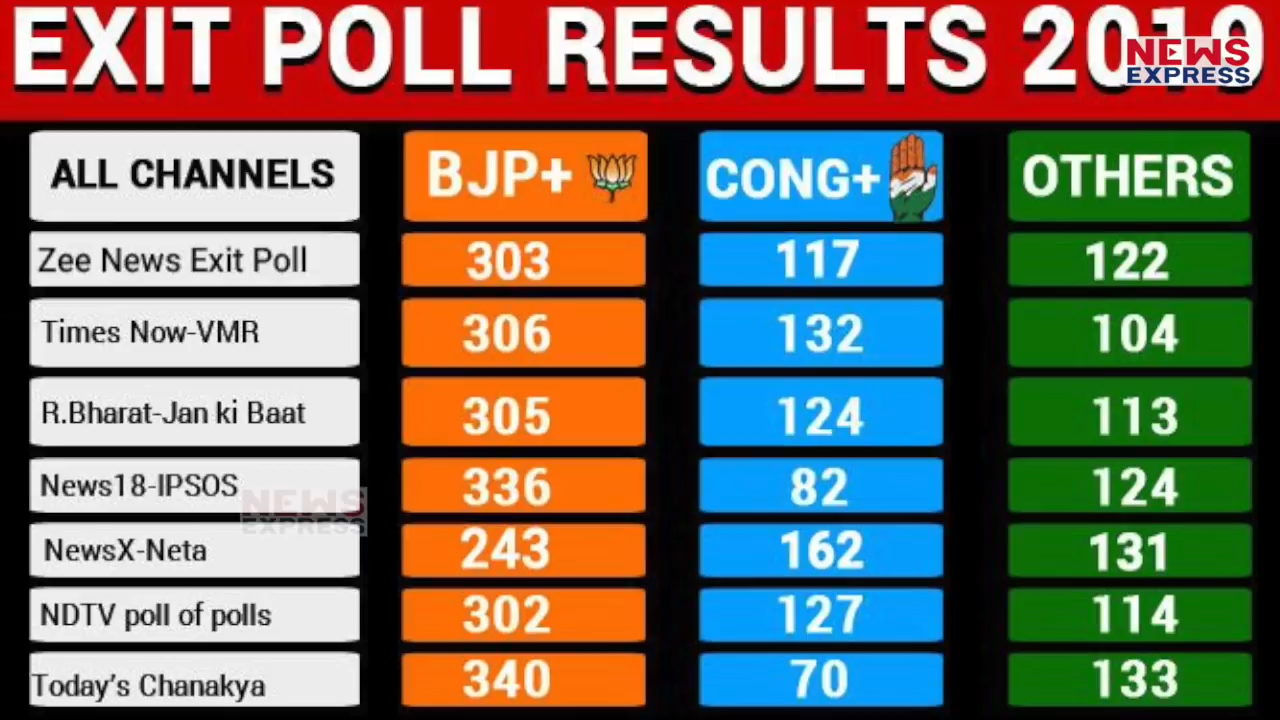 EXIT POLL RESULTS 2019
NEWS
EXPRESS
ALL CHANNELS BJP+ CONG+ OTHERS
Zee News Exit Poll 303 117 122
Times Now-VMR 306 132 104
R.Bharat-Jan ki Baat 305 124 113
News18-IPSOS 336 82 124
NEWS
EXPRESS
NewsX-Neta 243 162 131
NDTV poll of polls 302 127 114
Today's Chanakya 340 70 133